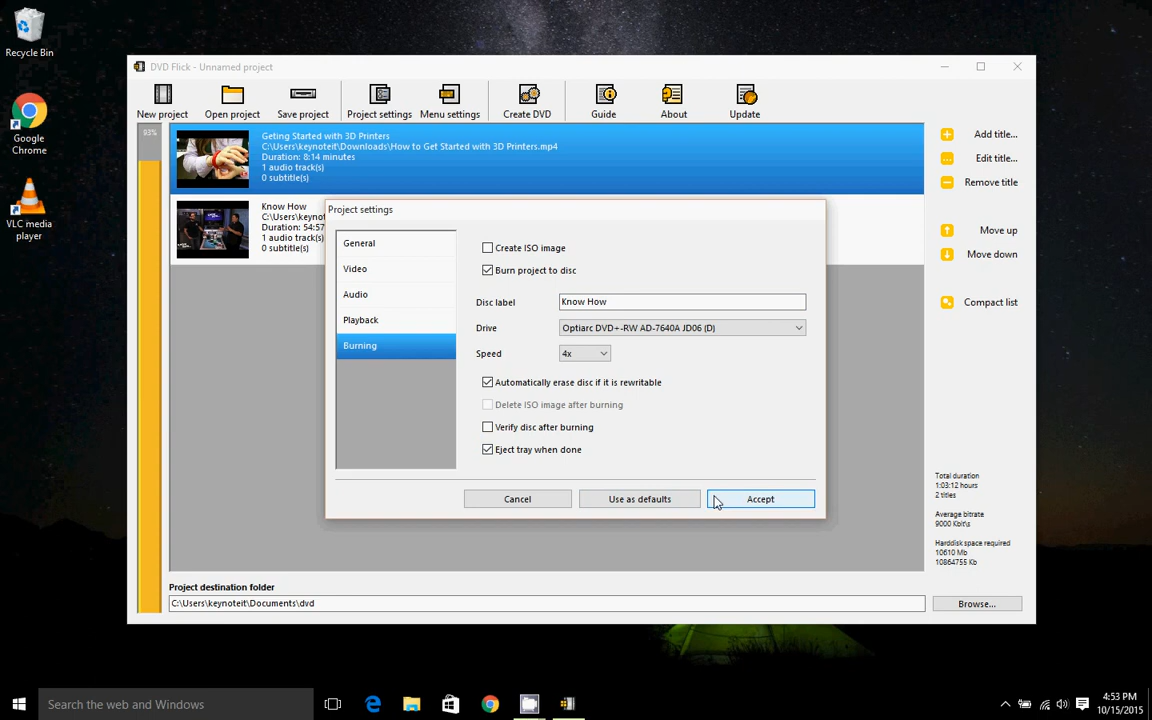 Recycle Bin
Google
Chrome
VLC media
player
DVD Flick - Unnamed project
New project
Open project
Save project
Project settings
Menu settings
Create DVD
Guide
About
Update
93%
Geting Started with 3D Printers
C:\Users\keynoteit\Downloads\How to Get Started with 3D Printers.mp4
Duration: 8:14 minutes
1 audio track(s)
0 subtitle(s)
Know How
C:\Users\keynoteit
Duration: 54:57
1 audio track(s)
0 subtitle(s)
Add title...
Edit title...
Remove title
Move up
Move down
Compact list
Project settings
General
Video
Audio
Playback
Burning
Create ISO image
Burn project to disc
Disc label
Know How
Drive
Optiarc DVD+-RW AD-7640A JD06 (D)
Speed
4x
Automatically erase disc if it is rewritable
Delete ISO image after burning
Verify disc after burning
Eject tray when done
Cancel
Use as defaults
Accept
Total duration
1:03:12 hours
2 titles
Average bitrate
9000 Kbit\s
Harddisk space required
10610 Mb
10864755 Kb
Project destination folder
C:\Users\keynoteit\Documents\dvd
Browse...
Search the web and Windows
4:53 PM
10/15/2015